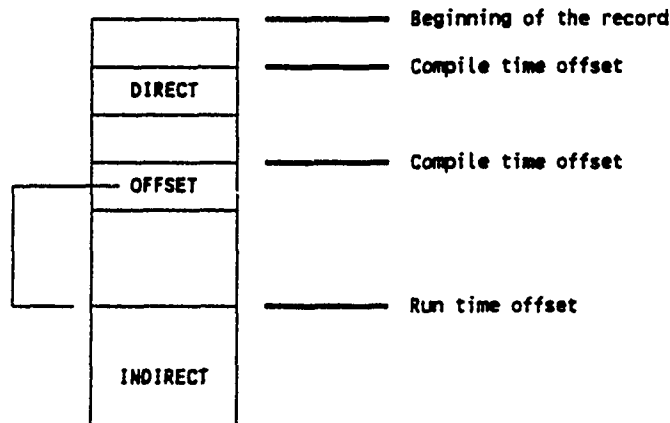 Beginning of the record
Compile time offset
DIRECT
Compile time offset
OFFSET
Run time offset
INDIRECT